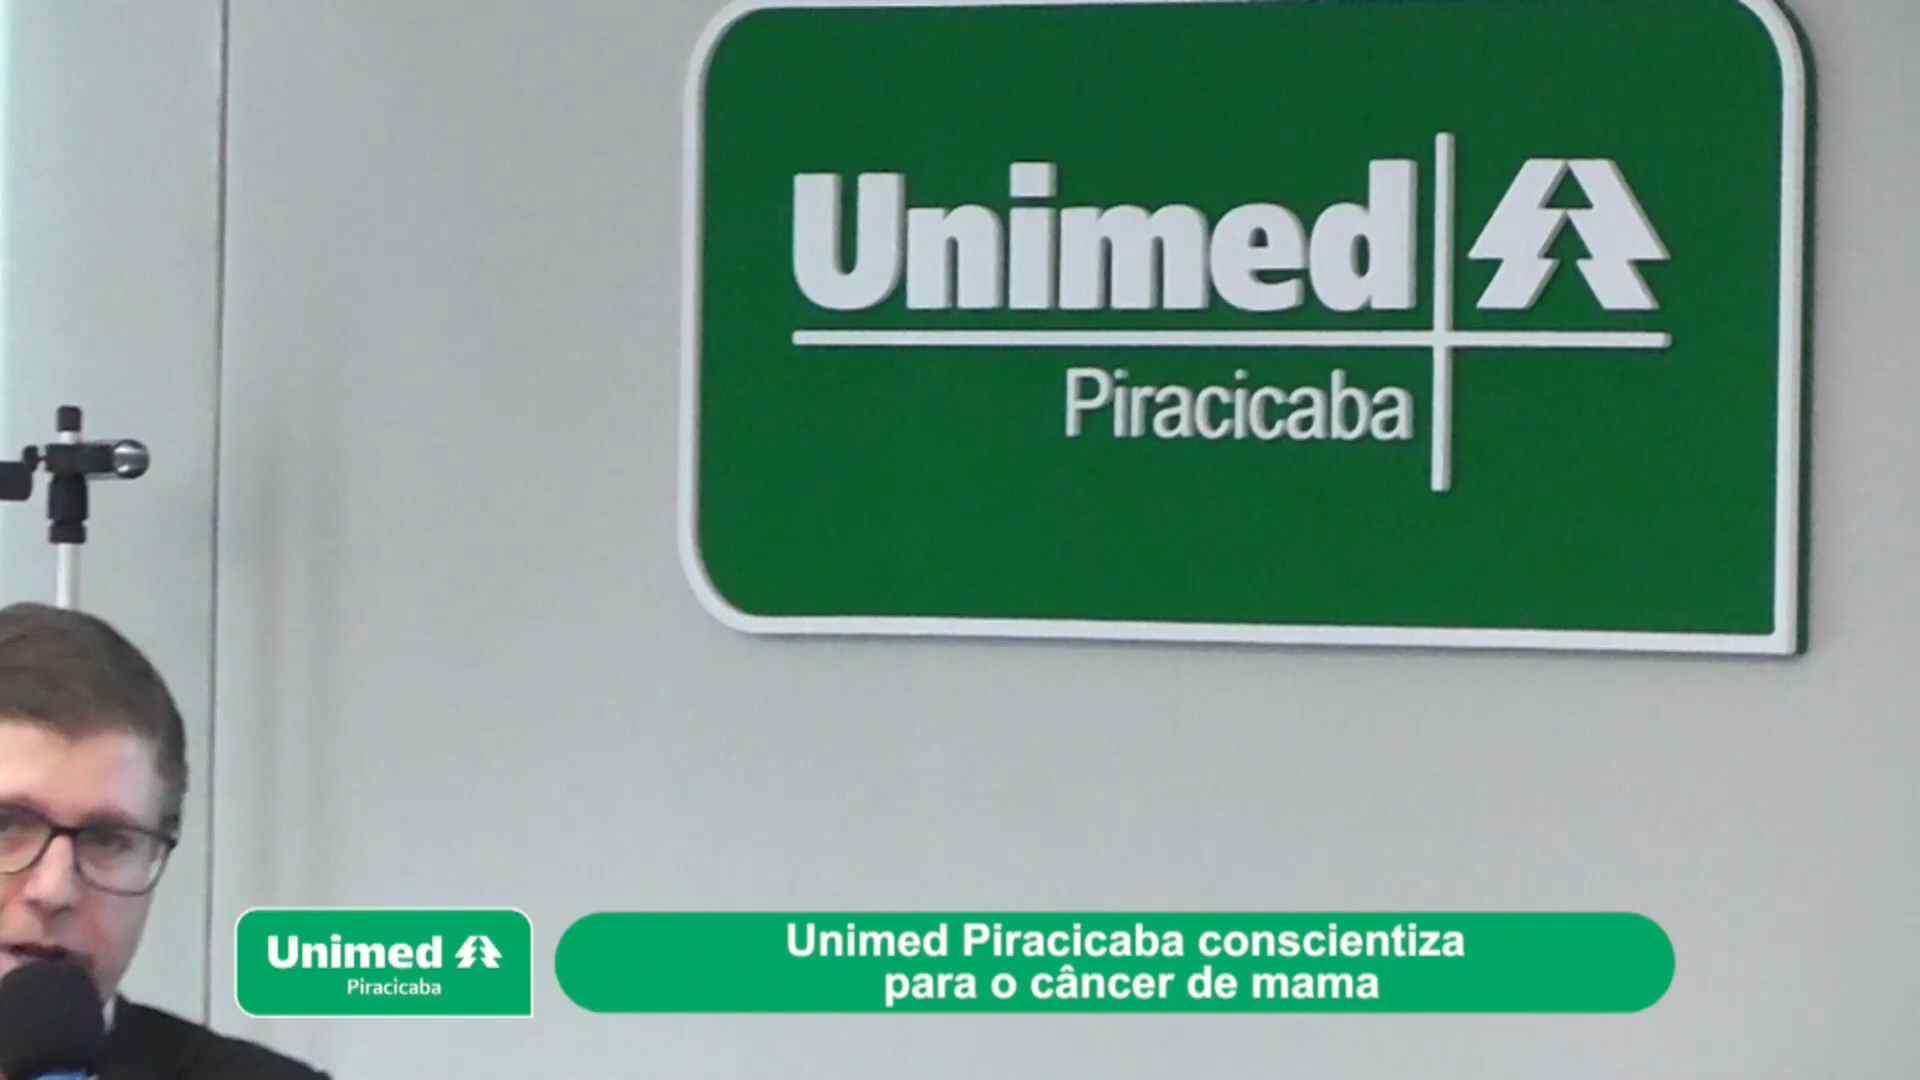 Unimed
Piracicaba
Unimed
Piracicaba
Unimed Piracicaba conscientiza
para o câncer de mama